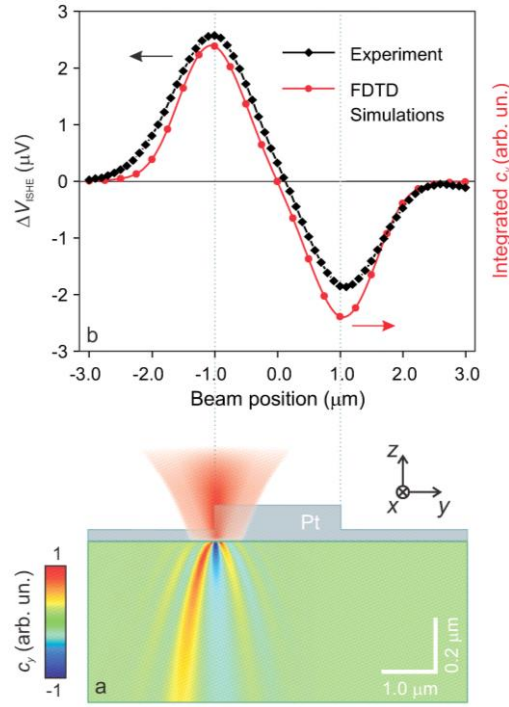 3
2
1
0
-1
-2
-3
ΔV_ISHE (μV)
Experiment
FDTD
Simulations
Integrated c_y (arb. un.)
b
-3.0 -2.0 -1.0 0.0 1.0 2.0 3.0
Beam position (μm)
z
x
y
Pt
1
-1
c_y (arb. un.)
a
0.2 μm
1.0 μm